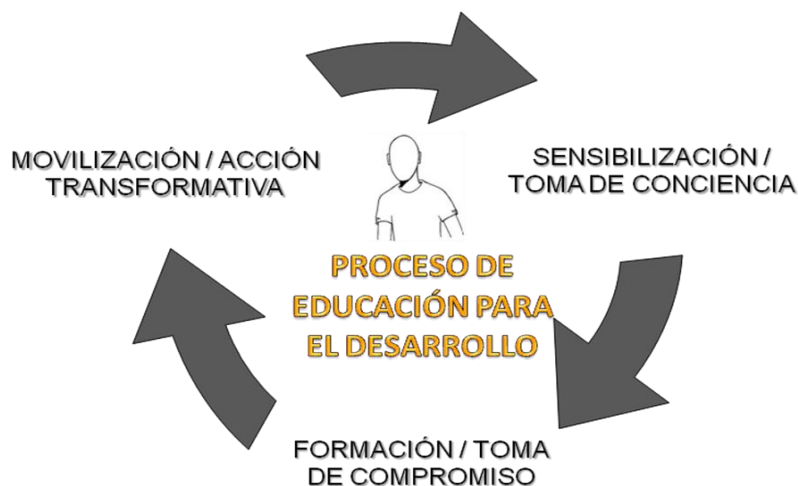 MOVILIZACIÓN / ACCIÓN
TRANSFORMATIVA
SENSIBILIZACIÓN /
TOMA DE CONCIENCIA
PROCESO DE
EDUCACIÓN PARA
EL DESARROLLO
FORMACIÓN / TOMA
DE COMPROMISO